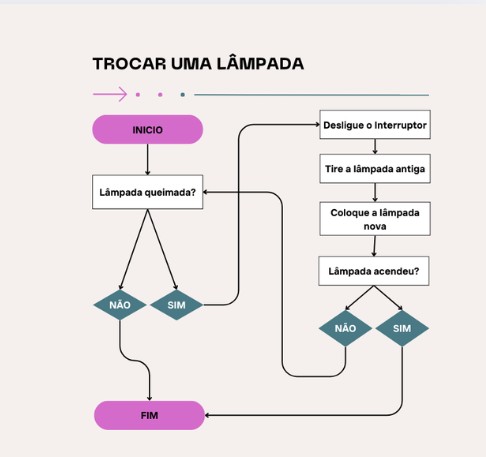 TROCAR UMA LÂMPADA
INICIO
Lâmpada queimada?
NÃO
SIM
Desligue o Interruptor
Tire a lâmpada antiga
Coloque a lâmpada
nova
Lâmpada acendeu?
NÃO
SIM
FIM